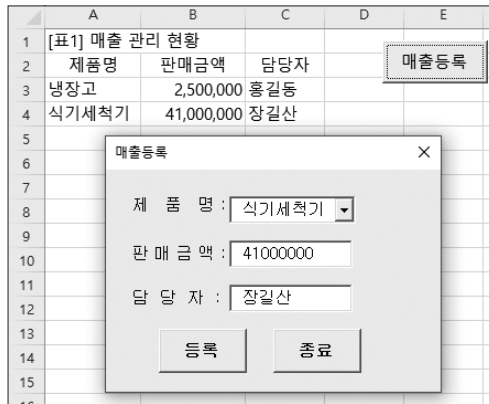 A B C D E
1 [표1] 매출 관리 현황
2 제품명 판매금액 담당자 매출등록
3 냉장고 2,500,000 홍길동
4 식기세척기 41,000,000 장길산
5
매출등록 ×
6
7
8 제 품 명 : 식기세척기
9
10 판 매 금 액 : 41000000
11
12 담 당 자 : 장길산
13
14 등록 종료
15